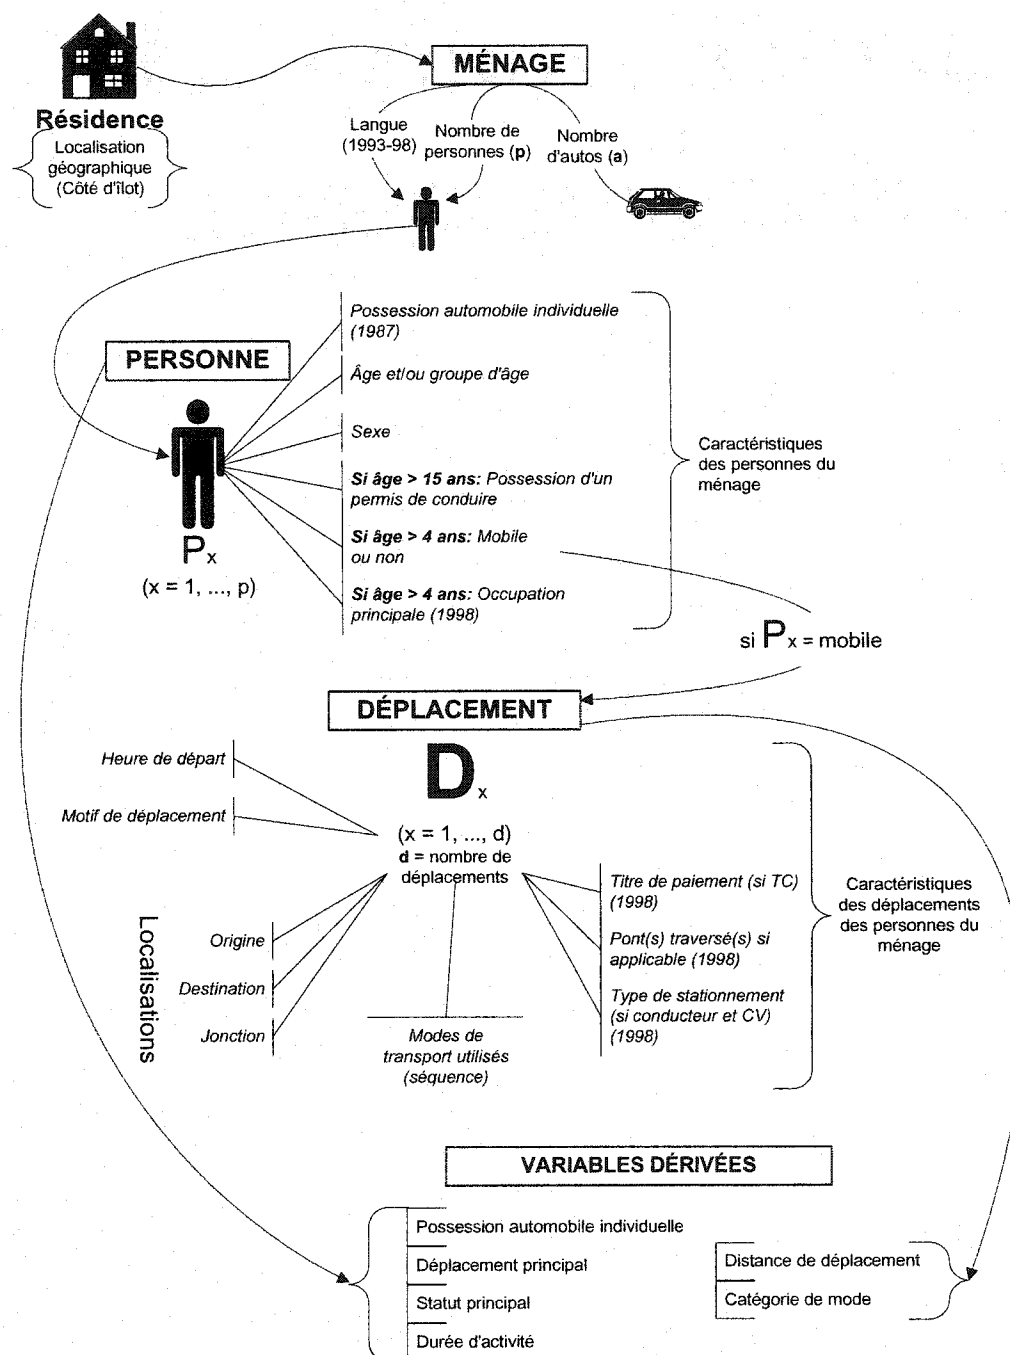 MÉNAGE
Résidence
Localisation
géographique
(Côté d'îlot)
Langue
(1993-98)
Nombre de
personnes (p)
Nombre
d'autos (a)
PERSONNE
Possession automobile individuelle
(1987)
Âge et/ou groupe d'âge
Sexe
Si âge > 15 ans: Possession d'un
permis de conduire
Si âge > 4 ans: Mobile
ou non
Si âge > 4 ans: Occupation
principale (1998)
Caractéristiques
des personnes du
ménage
Px
(x = 1, ..., p)
si Px = mobile
DÉPLACEMENT
Dx
(x = 1, ..., d)
d = nombre de
déplacements
Heure de départ
Motif de déplacement
Localisations
Origine
Destination
Jonction
Modes de
transport utilisés
(séquence)
Titre de paiement (si TC)
(1998)
Pont(s) traversé(s) si
applicable (1998)
Type de stationnement
(si conducteur et CV)
(1998)
Caractéristiques
des déplacements
des personnes du
ménage
VARIABLES DÉRIVÉES
Possession automobile individuelle
Déplacement principal
Statut principal
Durée d'activité
Distance de déplacement
Catégorie de mode